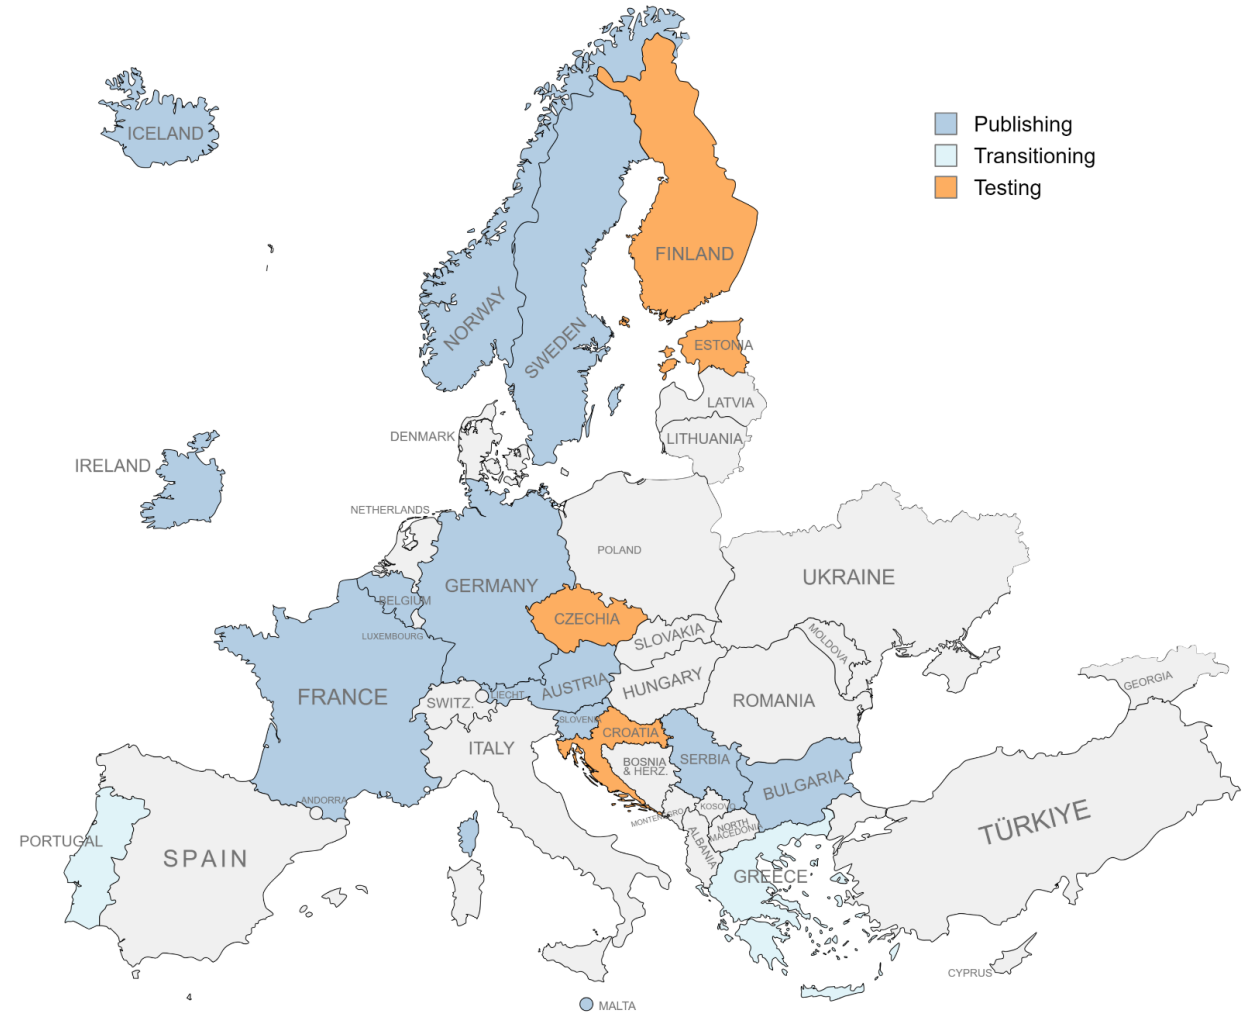 ICELAND
Publishing
Transitioning
Testing
FINLAND
NORWAY
SWEDEN
ESTONIA
LATVIA
DENMARK
LITHUANIA
IRELAND
NETHERLANDS
POLAND
UKRAINE
GERMANY
BELGIUM
CZECHIA
LUXEMBOURG
SLOVAKIA
MOLDOVA
HUNGARY
AUSTRIA
GEORGIA
LIECHT
FRANCE
SWITZ.
ROMANIA
SLOVENIA
CROATIA
ITALY
SERBIA
BOSNIA
& HERZ.
BULGARIA
ANDORRA
KOSOVO
MONTENEGRO
NORTH
MACEDONIA
TÜRKIYE
PORTUGAL
SPAIN
ALBANIA
GREECE
CYPRUS
MALTA